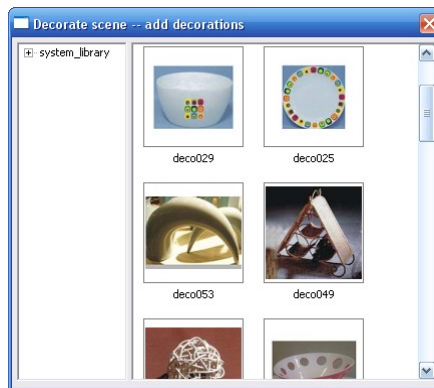 Decorate scene -- add decorations
system_library
deco029
deco025
deco053
deco049